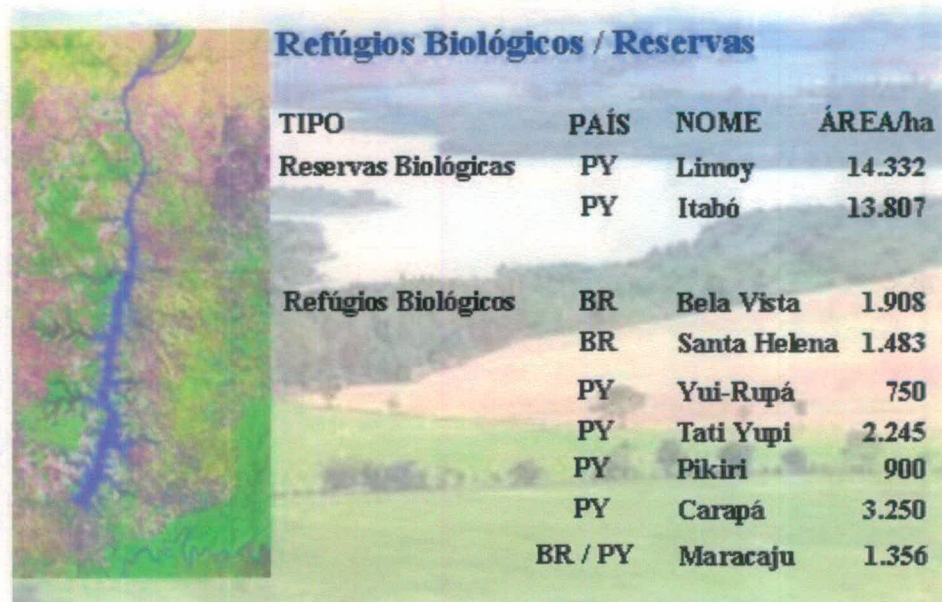 Refúgios Biológicos / Reservas
TIPO PAÍS NOME ÁREA/ha
Reservas Biológicas PY Limoy 14.332
PY Itabó 13.807
Refúgios Biológicos BR Bela Vista 1.908
BR Santa Helena 1.483
PY Yui-Rupá 750
PY Tati Yupi 2.245
PY Pikiri 900
PY Carapá 3.250
BR / PY Maracaju 1.356